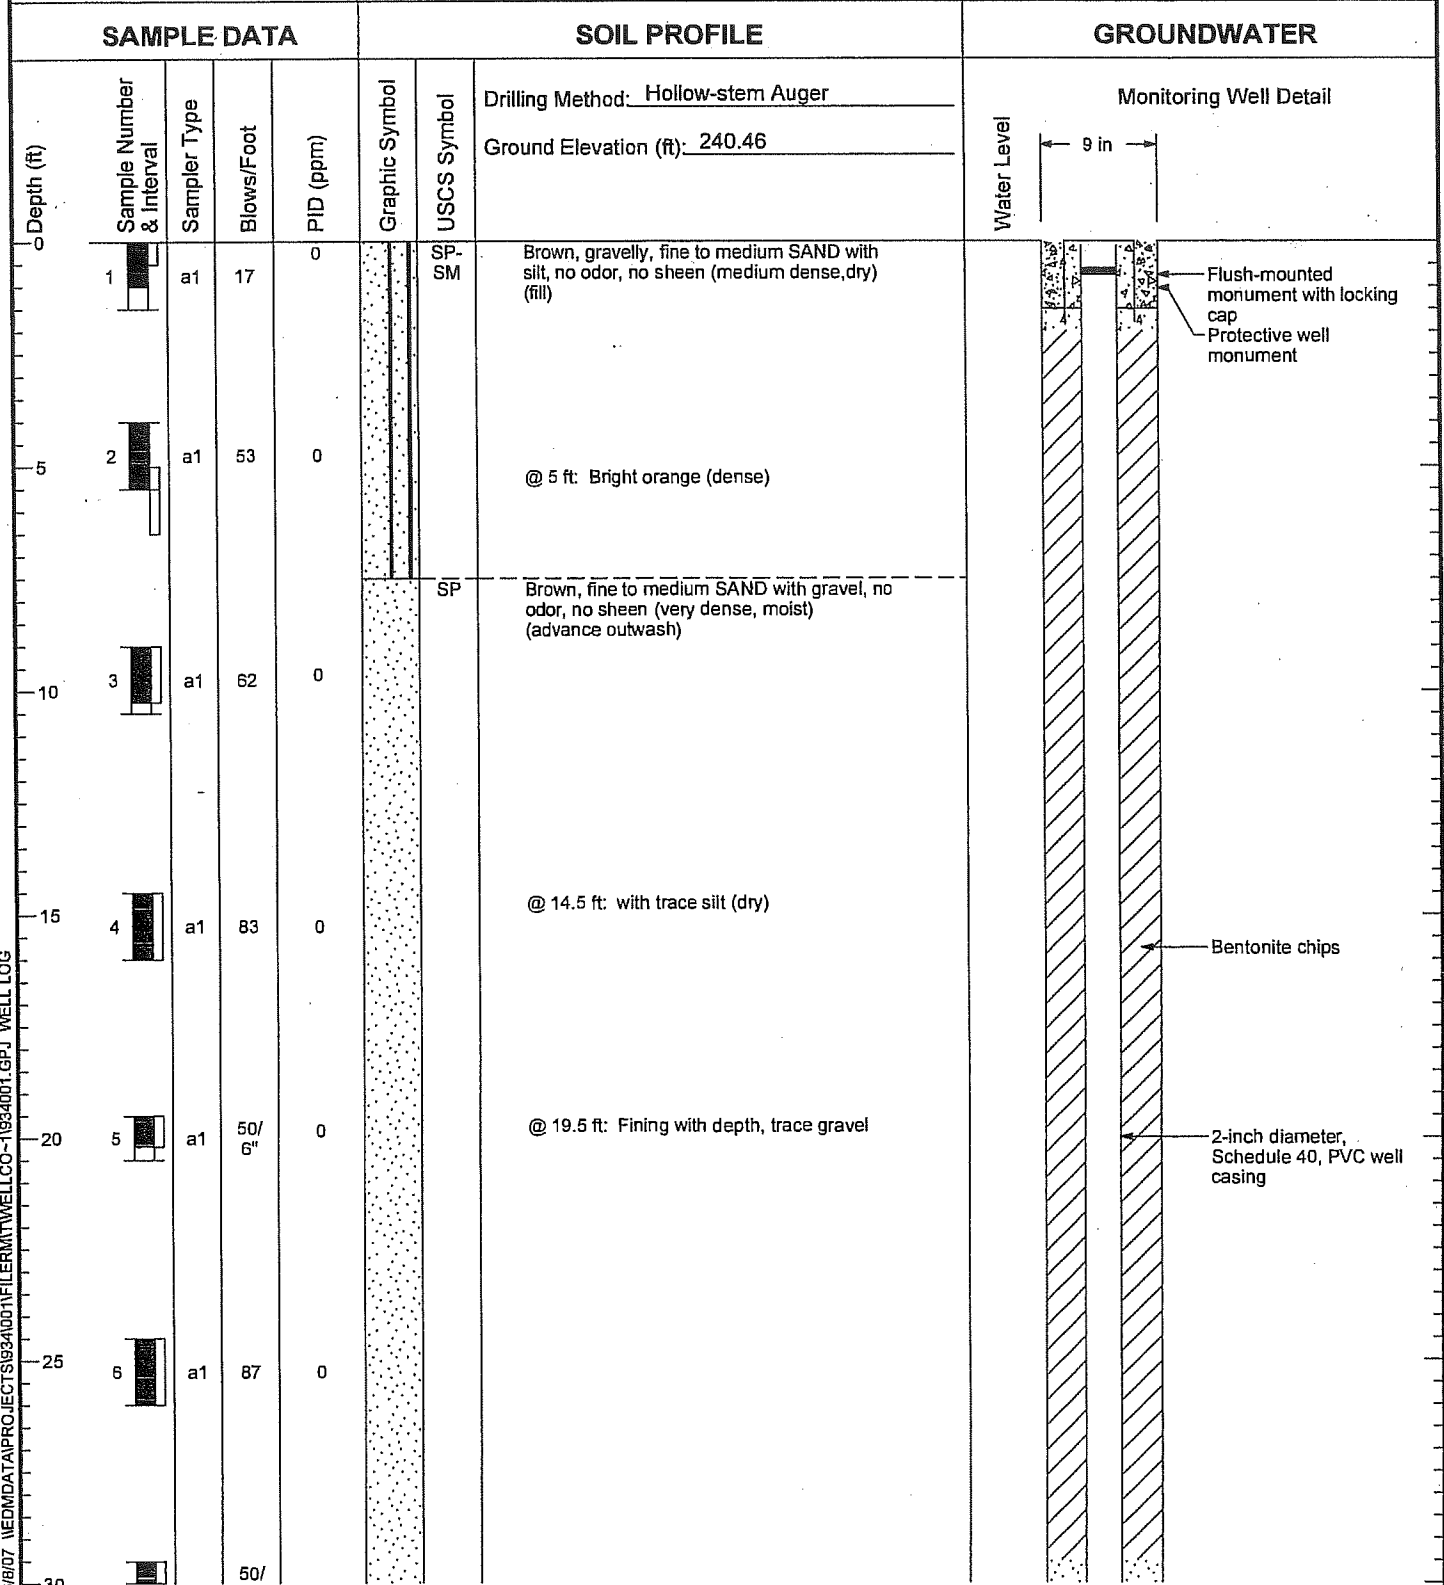 SAMPLE DATA
SOIL PROFILE
GROUNDWATER
Depth (ft)
Sample Number
& Interval
Sampler Type
Blows/Foot
PID (ppm)
Graphic Symbol
USCS Symbol
Drilling Method: Hollow-stem Auger
Ground Elevation (ft): 240.46
Water Level
Monitoring Well Detail
9 in
0
1 a1 17 0
SP-
SM
Brown, gravelly, fine to medium SAND with
silt, no odor, no sheen (medium dense,dry)
(fill)
Flush-mounted
monument with locking
cap
Protective well
monument
2 a1 53 0
5
@ 5 ft: Bright orange (dense)
SP
Brown, fine to medium SAND with gravel, no
odor, no sheen (very dense, moist)
(advance outwash)
3 a1 62 0
10
@ 14.5 ft: with trace silt (dry)
15
4 a1 83 0
Bentonite chips
@ 19.5 ft: Fining with depth, trace gravel
20
5 a1 50/
6" 0
2-inch diameter,
Schedule 40, PVC well
casing
25
6 a1 87 0
50/
30
/8/07 \\EDMDATA\PROJECTS\934\001\FILERM\T\WELLCO~1\934001.GPJ WELL LOG